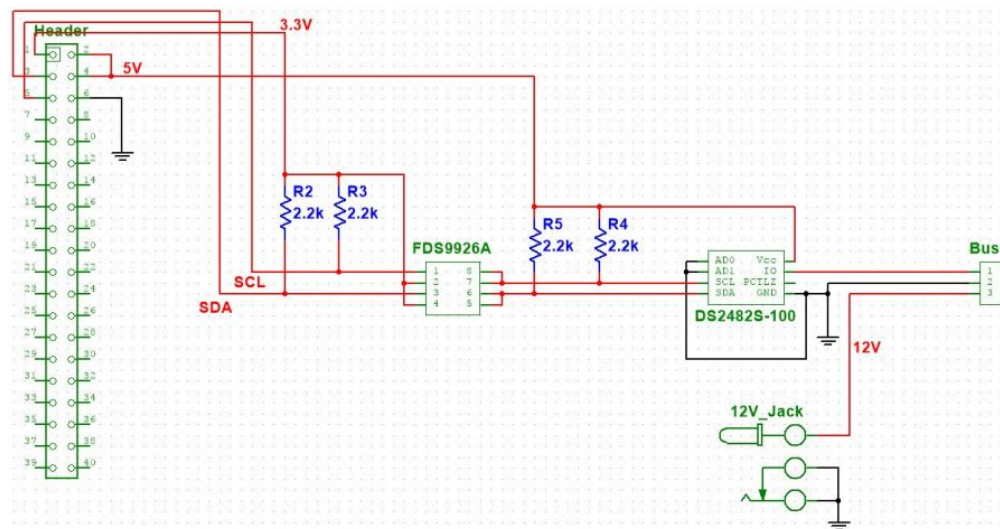 Header
3.3V
1 2
3 4
5V
5 6
7 8
9 10
11 12
13 14
15 16
17 18
19 20
21 22
23 24
25 26
27 28
29 30
31 32
33 34
35 36
37 38
39 40
R2 R3
2.2k 2.2k
SCL
SDA
FDS9926A
1 8
2 7
3 6
4 5
R5 R4
2.2k 2.2k
AD0 Vcc
AD1 IO
SCL PCTLZ
SDA GND
DS2482S-100
Bus
1
2
3
12V
12V_Jack